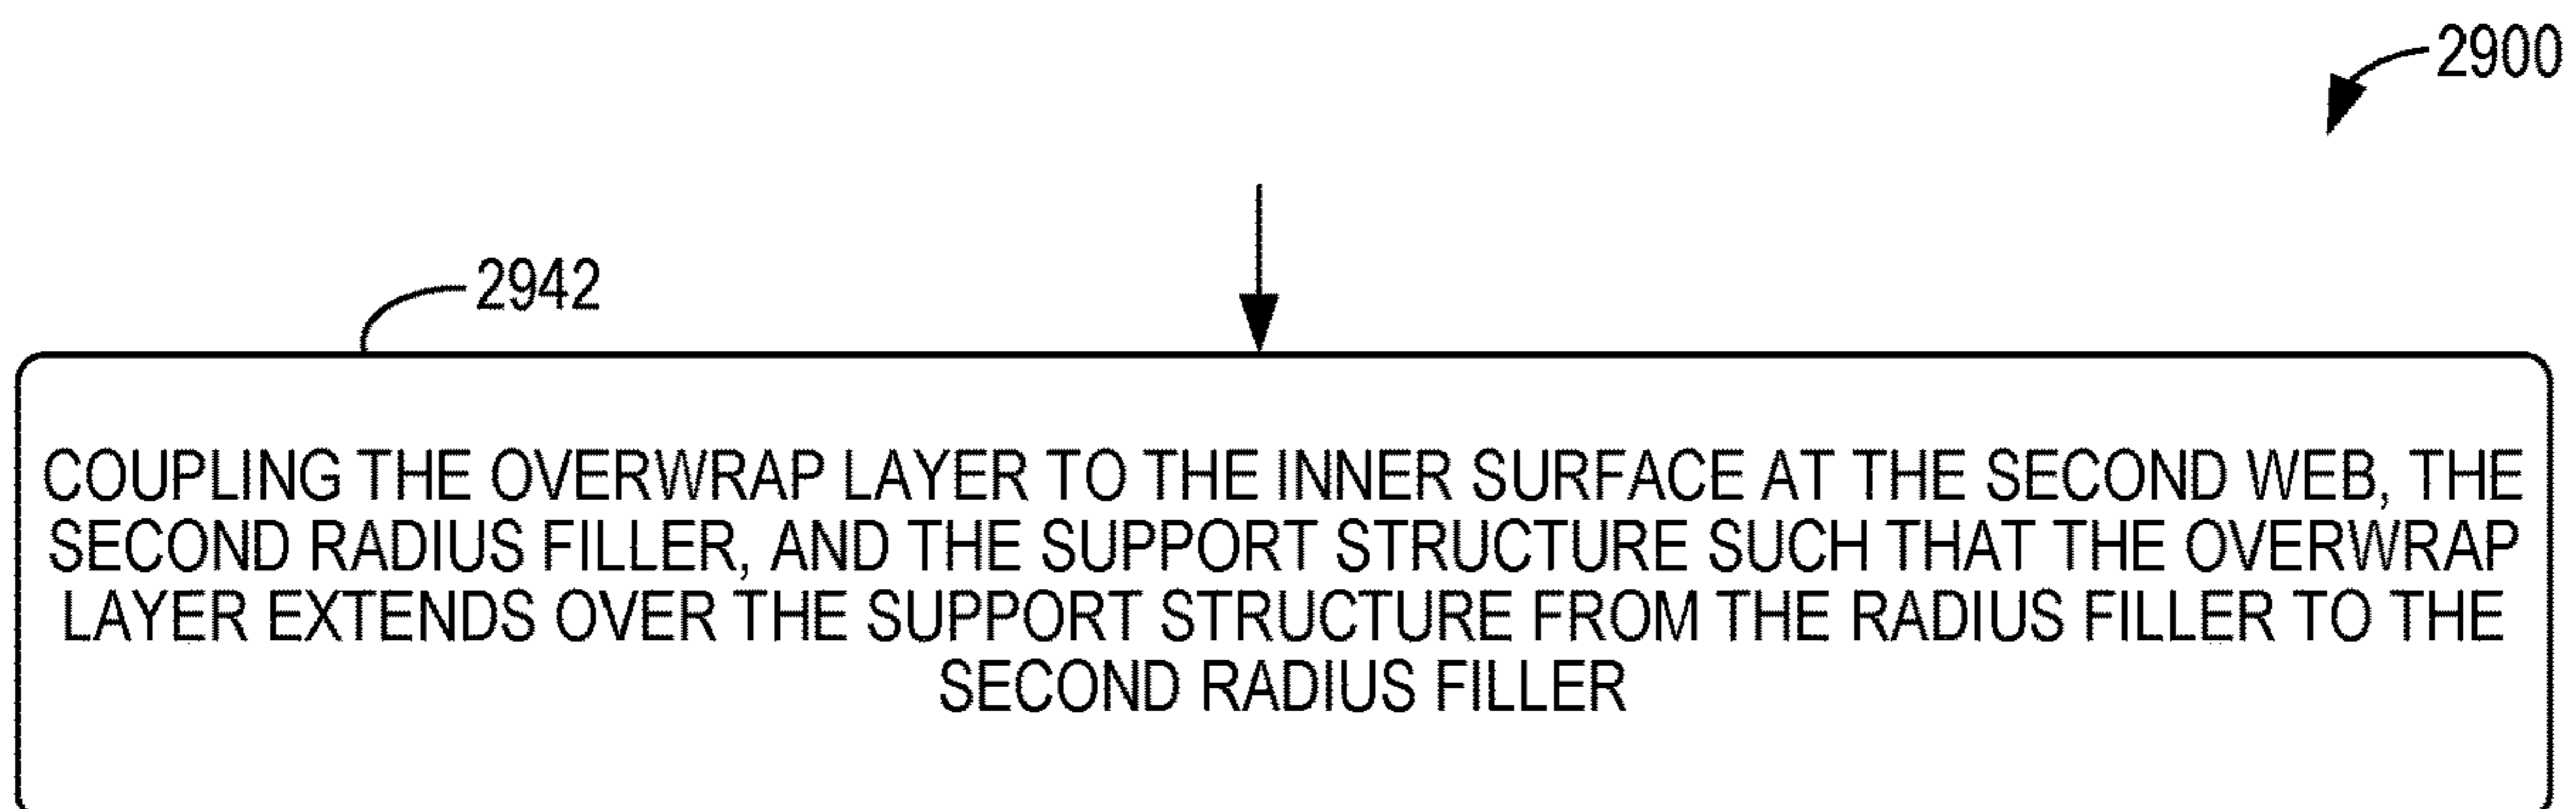 2900
2942
COUPLING THE OVERWRAP LAYER TO THE INNER SURFACE AT THE SECOND WEB, THE
SECOND RADIUS FILLER, AND THE SUPPORT STRUCTURE SUCH THAT THE OVERWRAP
LAYER EXTENDS OVER THE SUPPORT STRUCTURE FROM THE RADIUS FILLER TO THE
SECOND RADIUS FILLER